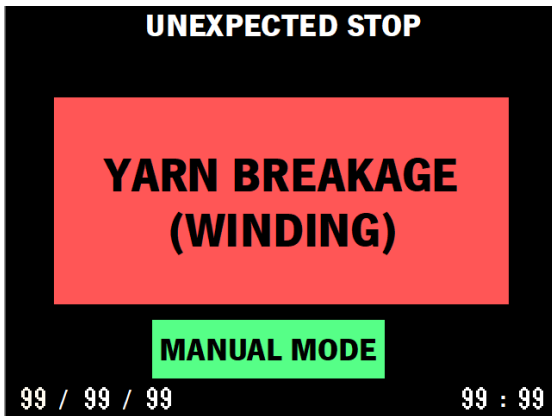 UNEXPECTED STOP
YARN BREAKAGE
(WINDING)
MANUAL MODE
99 / 99 / 99
99 : 99